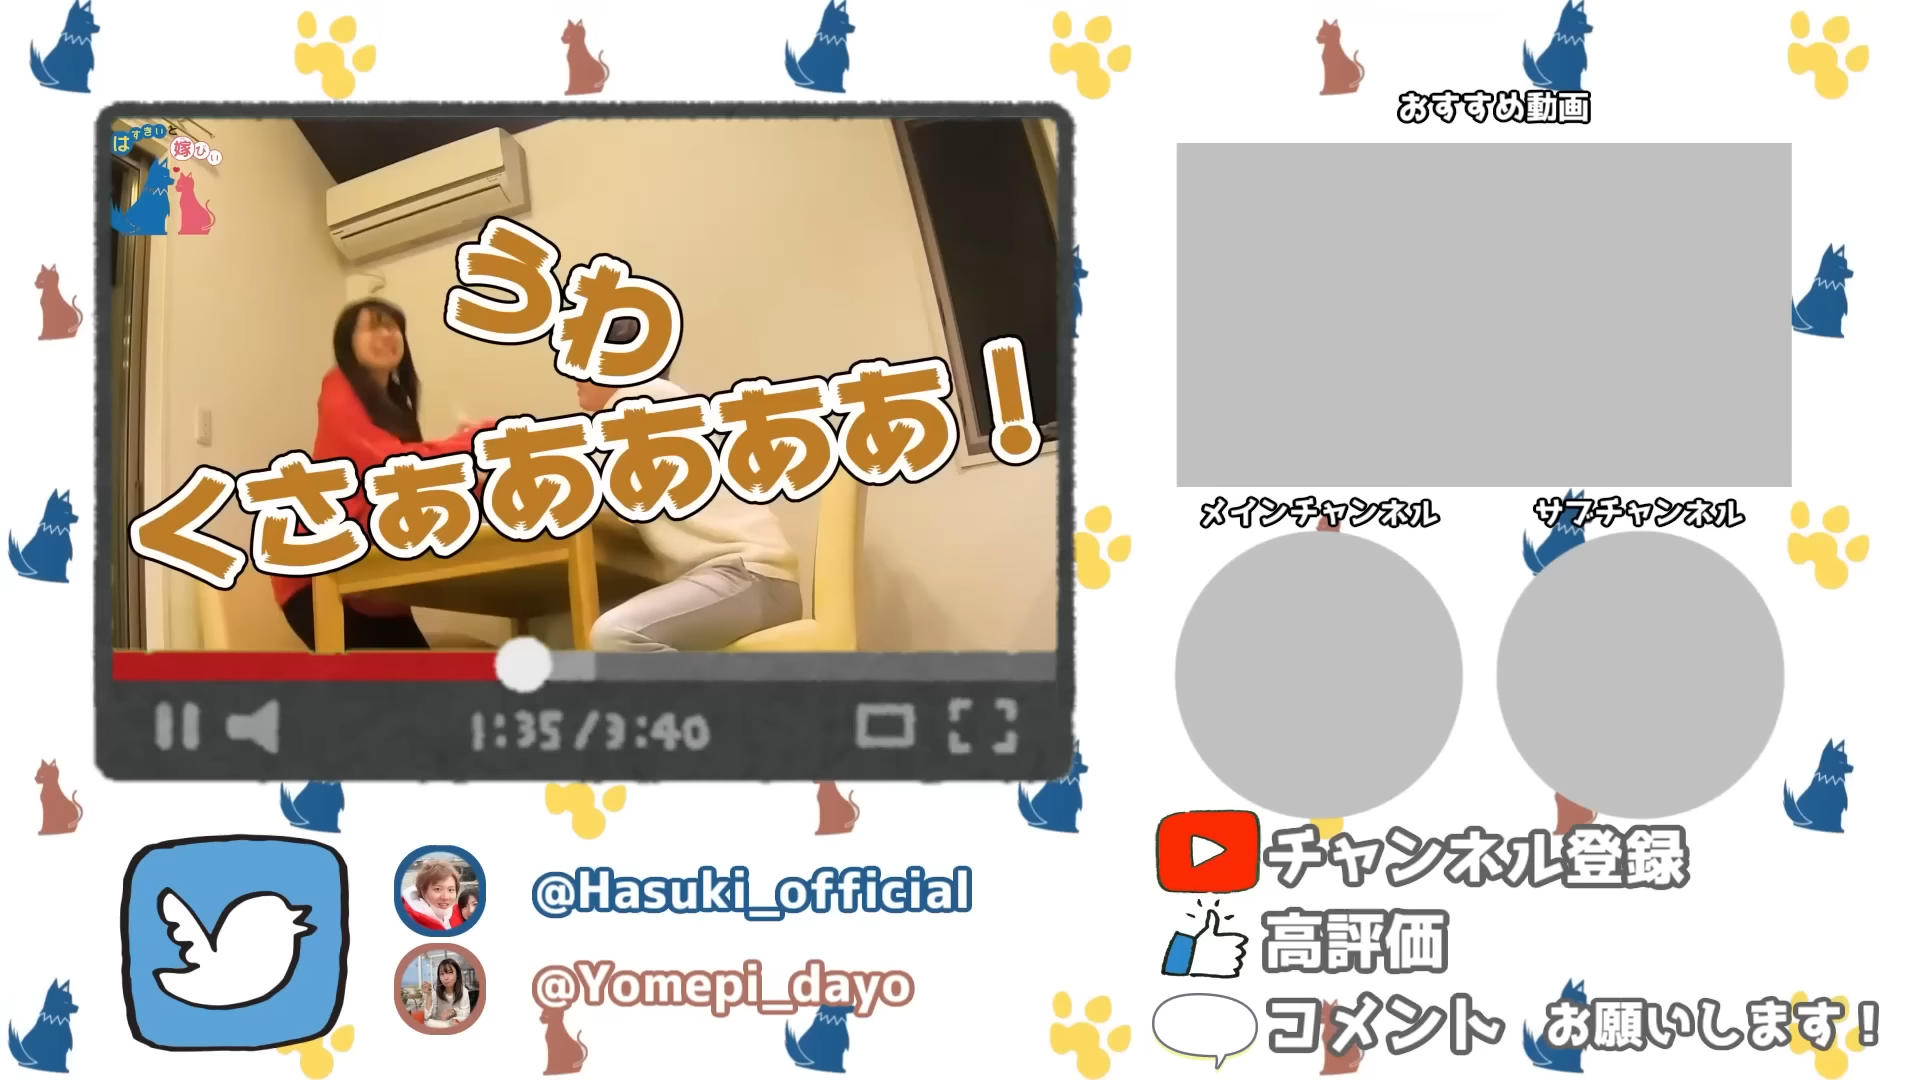 はすきいと
嫁ぴぃ
うわ
くさぁああああ！
1:35/3:40
おすすめ動画
メインチャンネル
サブチャンネル
@Hasuki_official
@Yomepi_dayo
チャンネル登録
高評価
コメント お願いします！